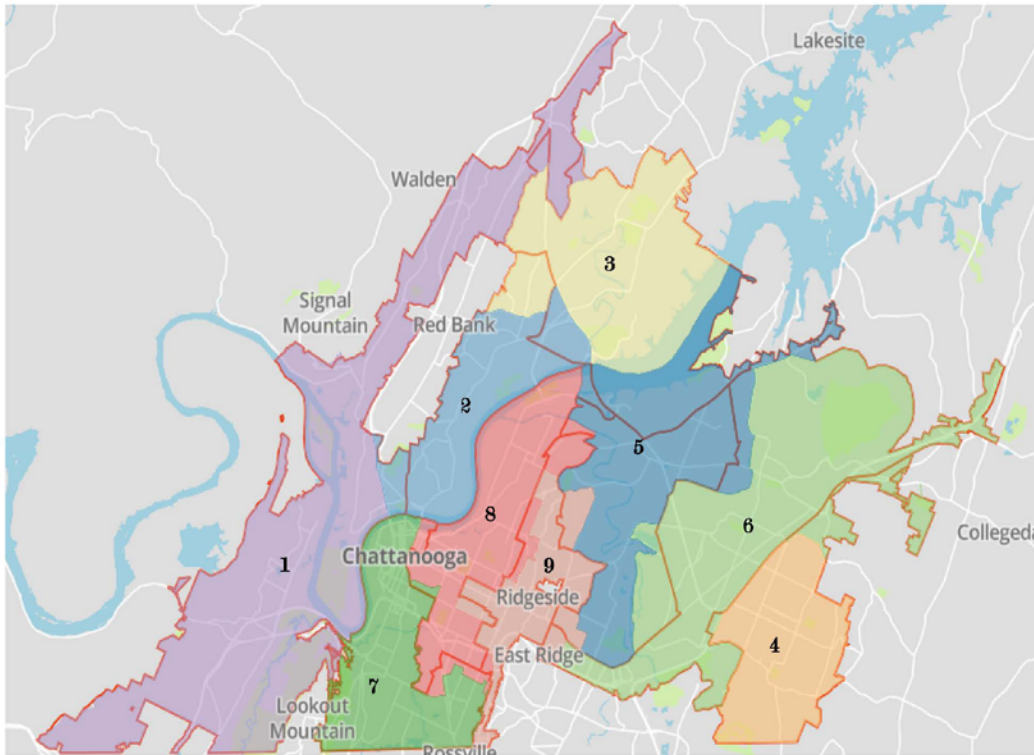 Lakesite
Walden
3
Signal
Mountain
Red Bank
2
5
8
6
Chattanooga
Collegeda
1
9
Ridgeside
4
East Ridge
7
Lookout
Mountain
Rossville